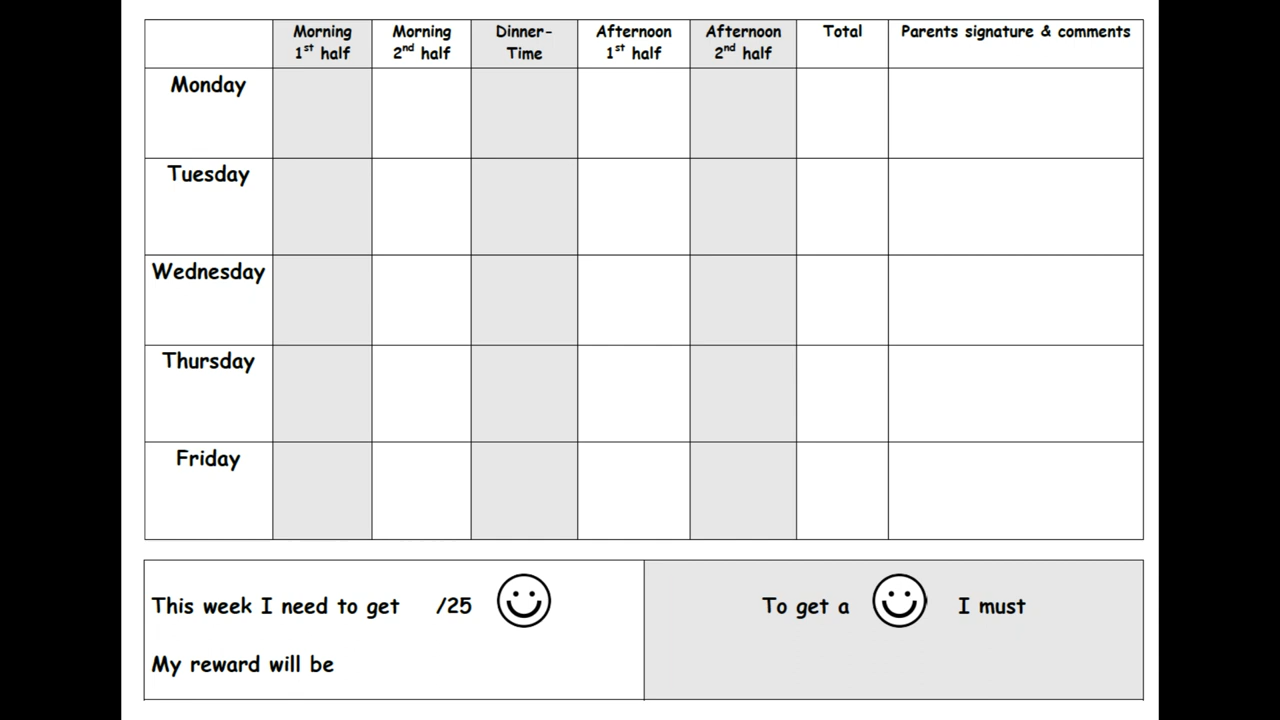 Morning 1st half
Morning 2nd half
Dinner-Time
Afternoon 1st half
Afternoon 2nd half
Total
Parents signature & comments
Monday
Tuesday
Wednesday
Thursday
Friday
This week I need to get /25
My reward will be
To get a I must